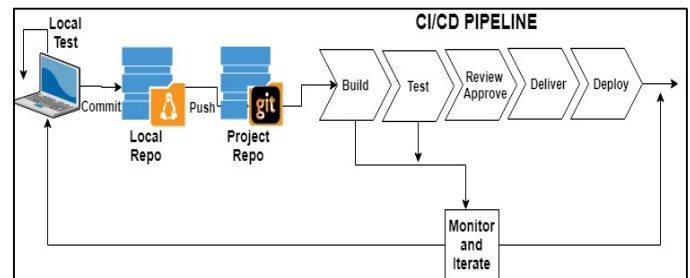 CI/CD PIPELINE
Local
Test
Commit
Local
Repo
Push
git
Project
Repo
Build
Test
Review
Approve
Deliver
Deploy
Monitor
and
Iterate